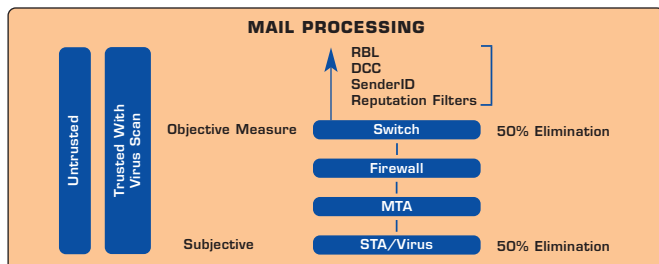 MAIL PROCESSING
RBL
DCC
SenderID
Reputation Filters
Untrusted
Trusted With
Virus Scan
Objective Measure
Switch
50% Elimination
Firewall
MTA
Subjective
STA/Virus
50% Elimination